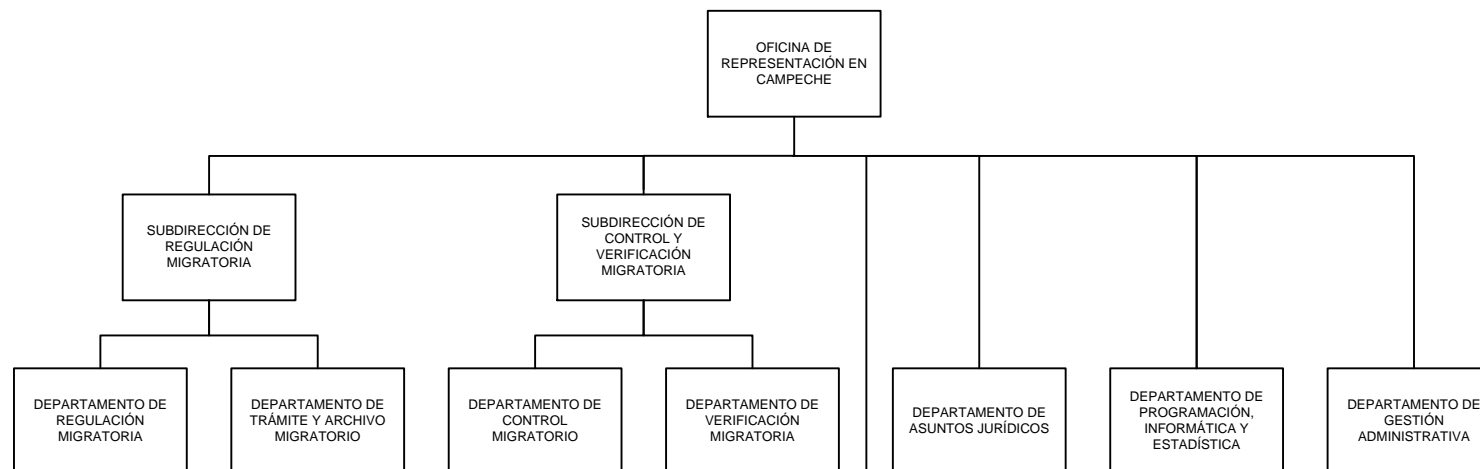 OFICINA DE
REPRESENTACIÓN EN
CAMPECHE
SUBDIRECCIÓN DE
REGULACIÓN
MIGRATORIA
SUBDIRECCIÓN DE
CONTROL Y
VERIFICACIÓN
MIGRATORIA
DEPARTAMENTO DE
REGULACIÓN
MIGRATORIA
DEPARTAMENTO DE
TRÁMITE Y ARCHIVO
MIGRATORIO
DEPARTAMENTO DE
CONTROL
MIGRATORIO
DEPARTAMENTO DE
VERIFICACIÓN
MIGRATORIA
DEPARTAMENTO DE
ASUNTOS JURÍDICOS
DEPARTAMENTO DE
PROGRAMACIÓN,
INFORMÁTICA Y
ESTADÍSTICA
DEPARTAMENTO DE
GESTIÓN
ADMINISTRATIVA